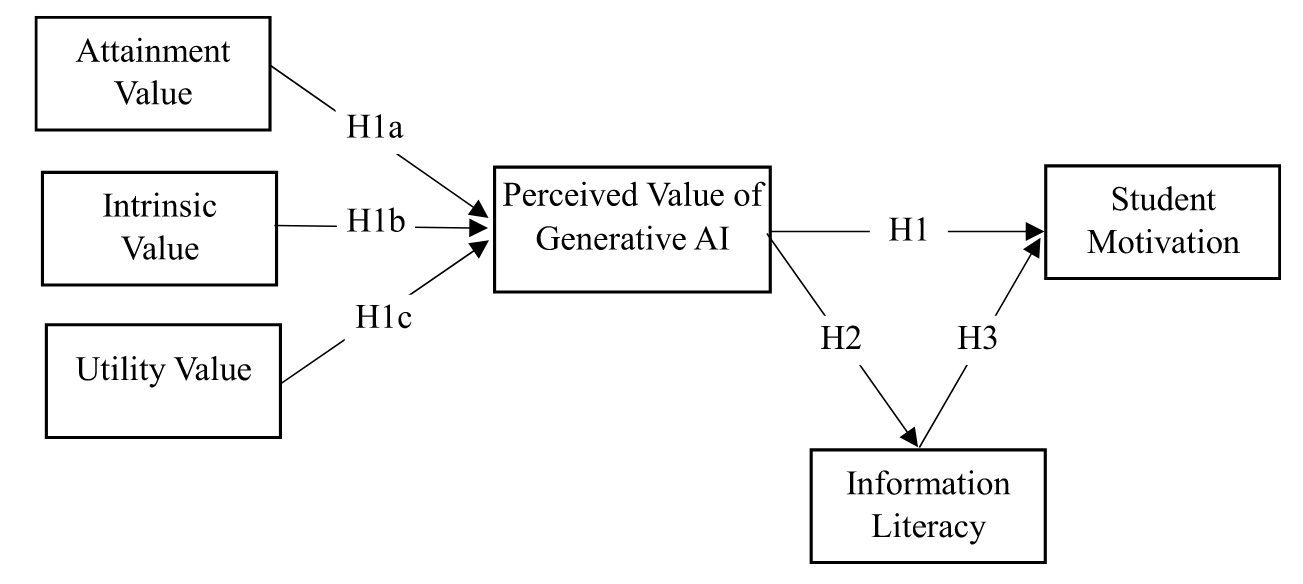 Attainment
Value
H1a
Intrinsic
Value
H1b
Utility Value
H1c
Perceived Value of
Generative AI
H1
Student
Motivation
H2
H3
Information
Literacy